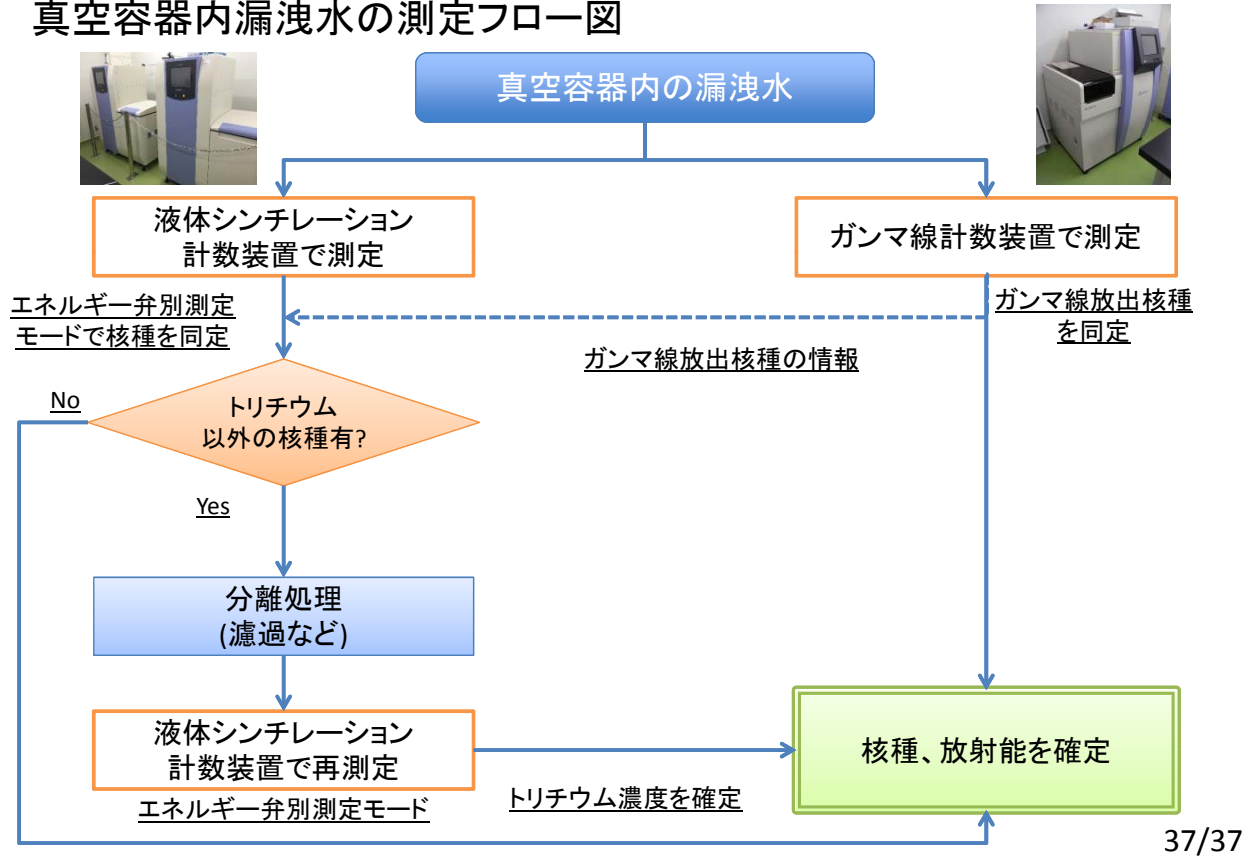 真空容器内漏洩水の測定フロー図
真空容器内の漏洩水
液体シンチレーション
計数装置で測定
ガンマ線計数装置で測定
エネルギー弁別測定
モードで核種を同定
ガンマ線放出核種
を同定
ガンマ線放出核種の情報
No
トリチウム
以外の核種有?
Yes
分離処理
(濾過など)
液体シンチレーション
計数装置で再測定
エネルギー弁別測定モード
トリチウム濃度を確定
核種、放射能を確定
37/37